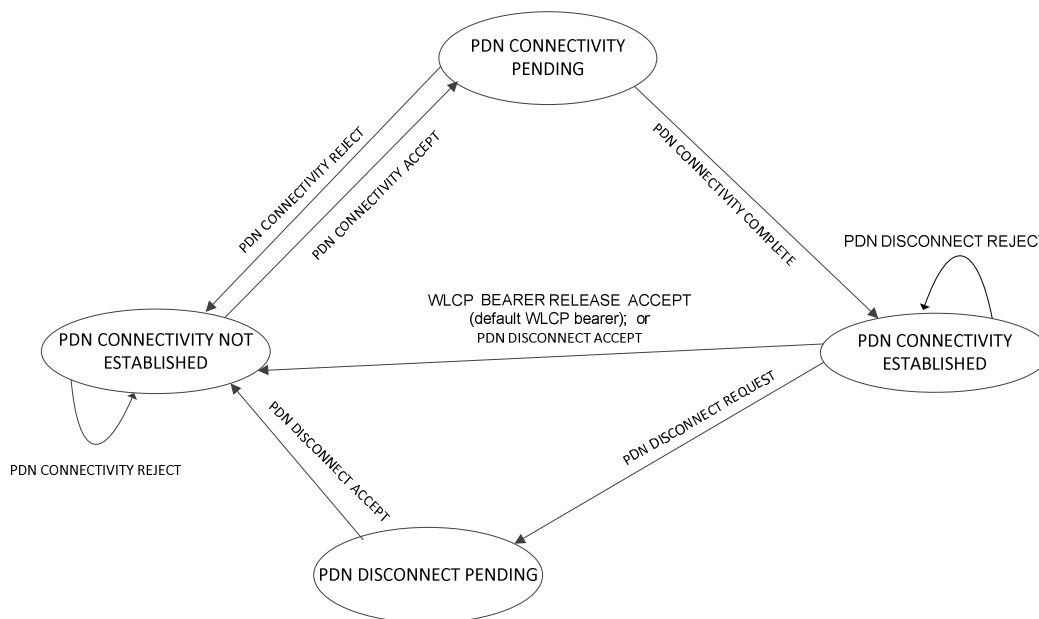 PDN CONNECTIVITY
PENDING
PDN CONNECTIVITY REJECT
PDN CONNECTIVITY ACCEPT
PDN CONNECTIVITY COMPLETE
PDN DISCONNECT REJECT
WLCP BEARER RELEASE ACCEPT
(default WLCP bearer); or
PDN DISCONNECT ACCEPT
PDN CONNECTIVITY NOT
ESTABLISHED
PDN CONNECTIVITY
ESTABLISHED
PDN DISCONNECT REQUEST
PDN DISCONNECT ACCEPT
PDN CONNECTIVITY REJECT
PDN DISCONNECT PENDING